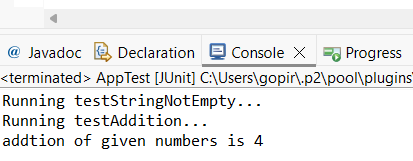 @ Javadoc Declaration Console Progress
<terminated> AppTest [JUnit] C:\Users\gopir\.p2\pool\plugins\
Running testStringNotEmpty...
Running testAddition...
addtion of given numbers is 4